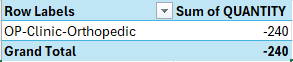 Row Labels Sum of QUANTITY
OP-Clinic-Orthopedic -240
Grand Total -240